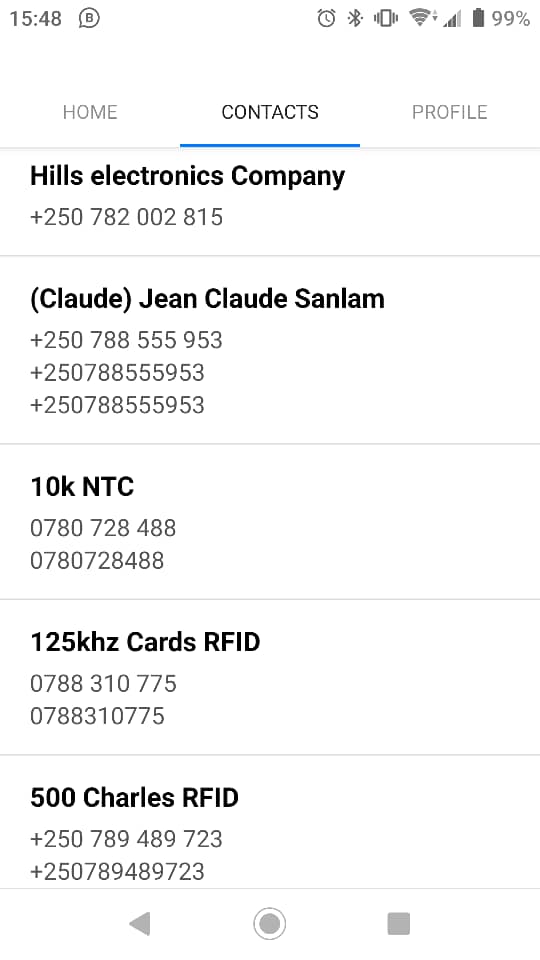 15:48 B 99%
HOME CONTACTS PROFILE
Hills electronics Company
+250 782 002 815
(Claude) Jean Claude Sanlam
+250 788 555 953
+250788555953
+250788555953
10k NTC
0780 728 488
0780728488
125khz Cards RFID
0788 310 775
0788310775
500 Charles RFID
+250 789 489 723
+250789489723